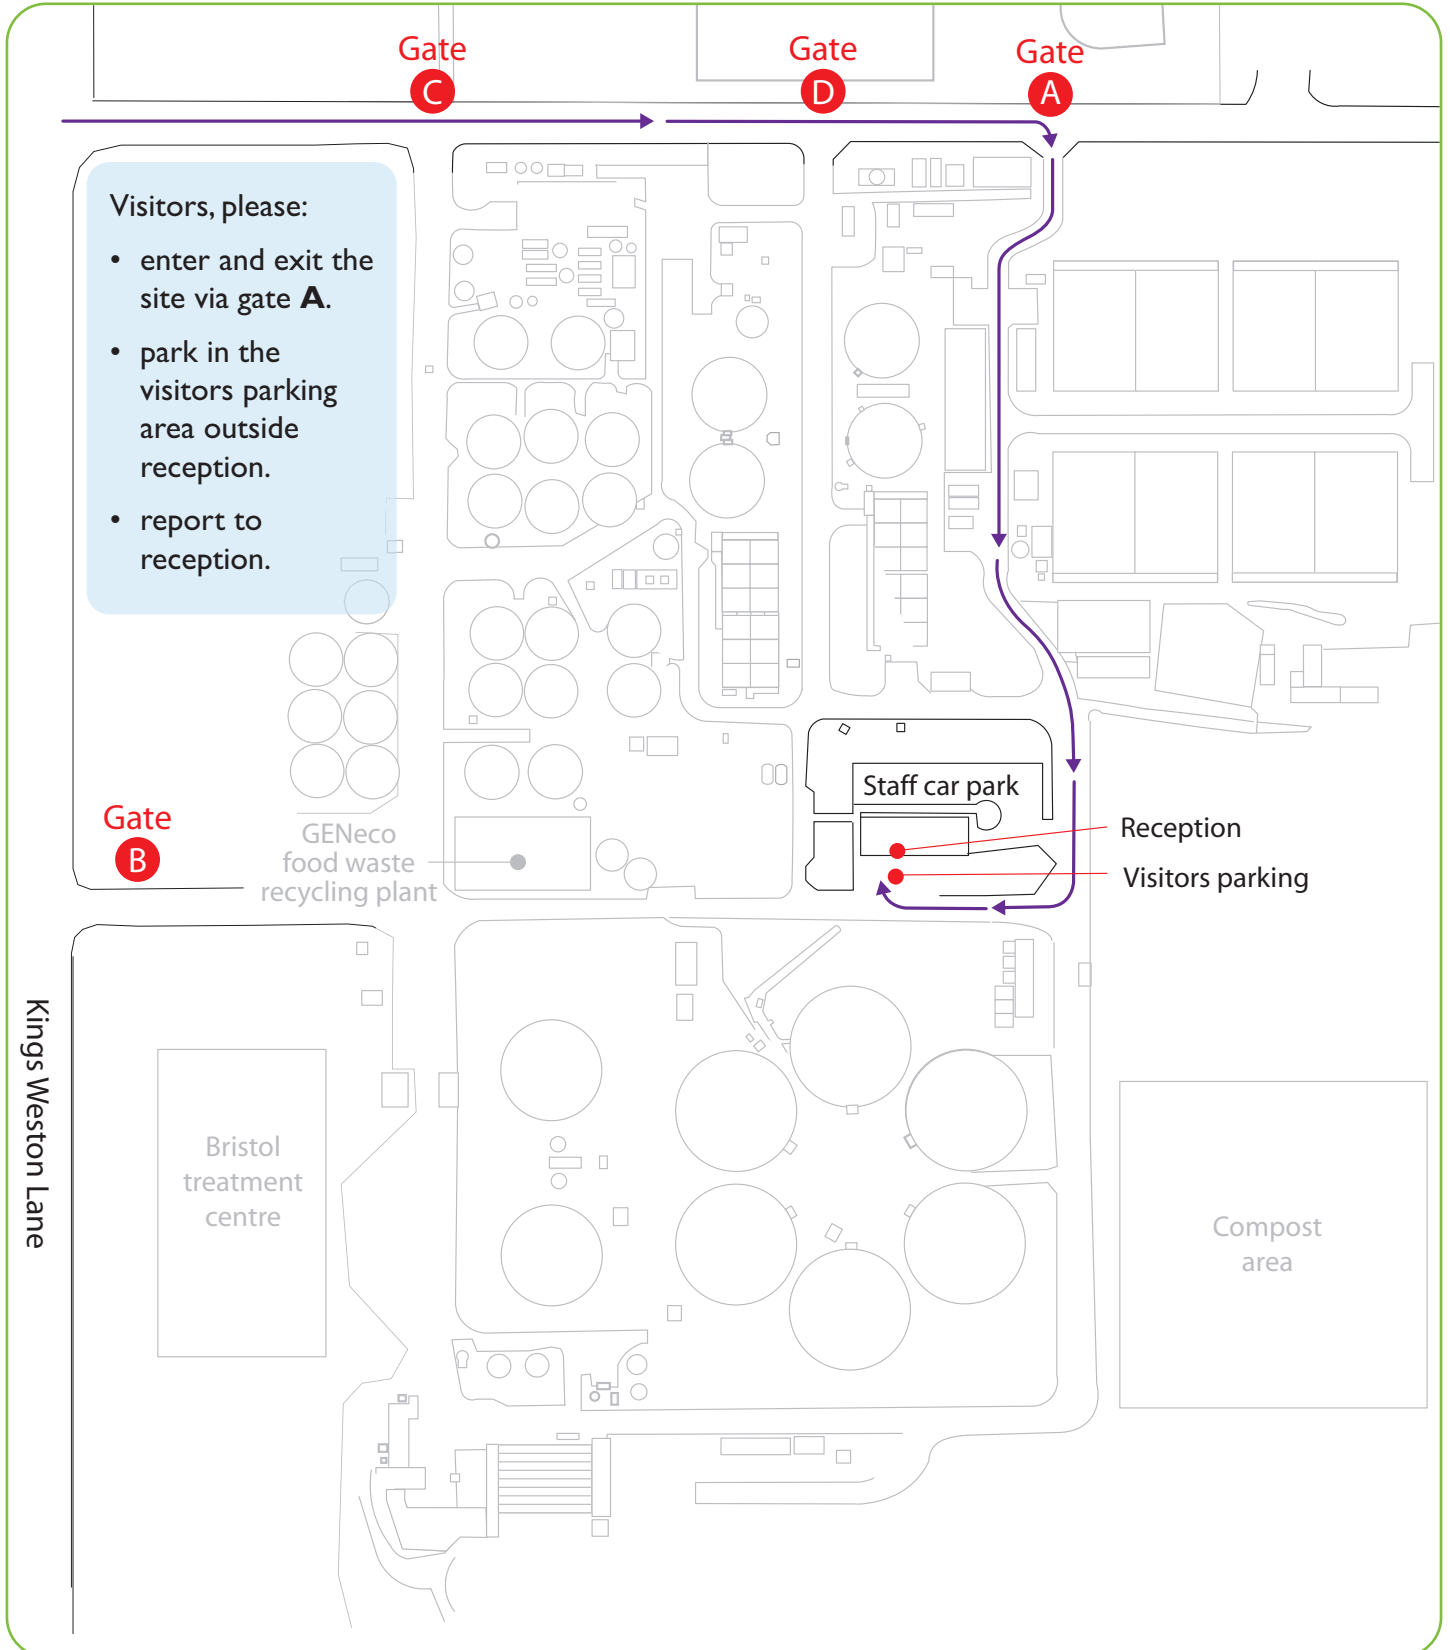 Gate
C
Gate
D
Gate
A
Visitors, please:
• enter and exit the
site via gate A.
• park in the
visitors parking
area outside
reception.
• report to
reception.
Staff car park
Reception
Visitors parking
Gate
B
GENeco
food waste
recycling plant
Kings Weston Lane
Bristol
treatment
centre
Compost
area